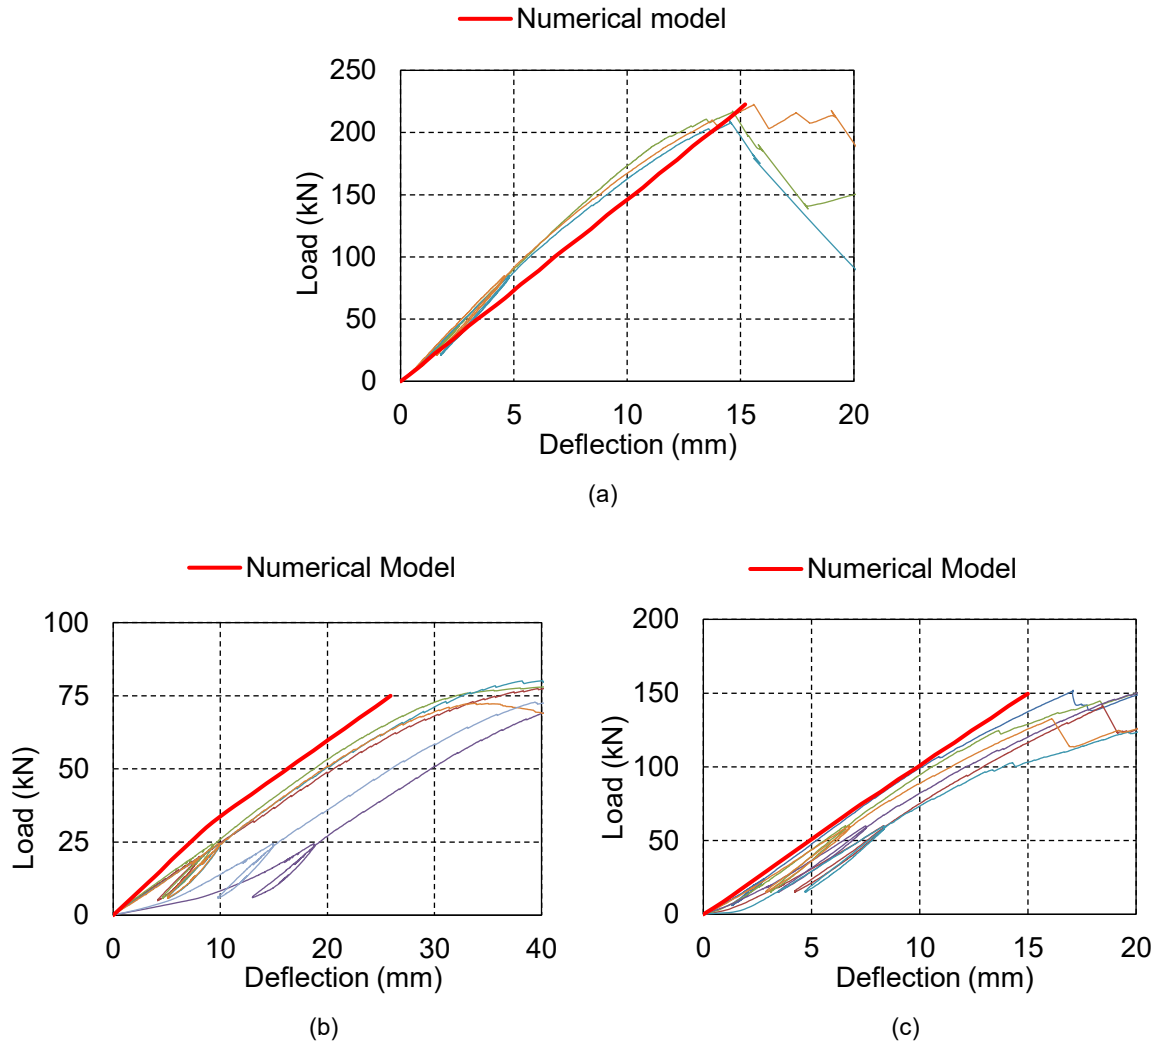 Numerical model
250
200
150
100
50
0
Load (kN)
0 5 10 15 20
Deflection (mm)
(a)
Numerical Model
100
75
50
25
0
Load (kN)
0 10 20 30 40
Deflection (mm)
(b)
Numerical Model
200
150
100
50
0
Load (kN)
0 5 10 15 20
Deflection (mm)
(c)